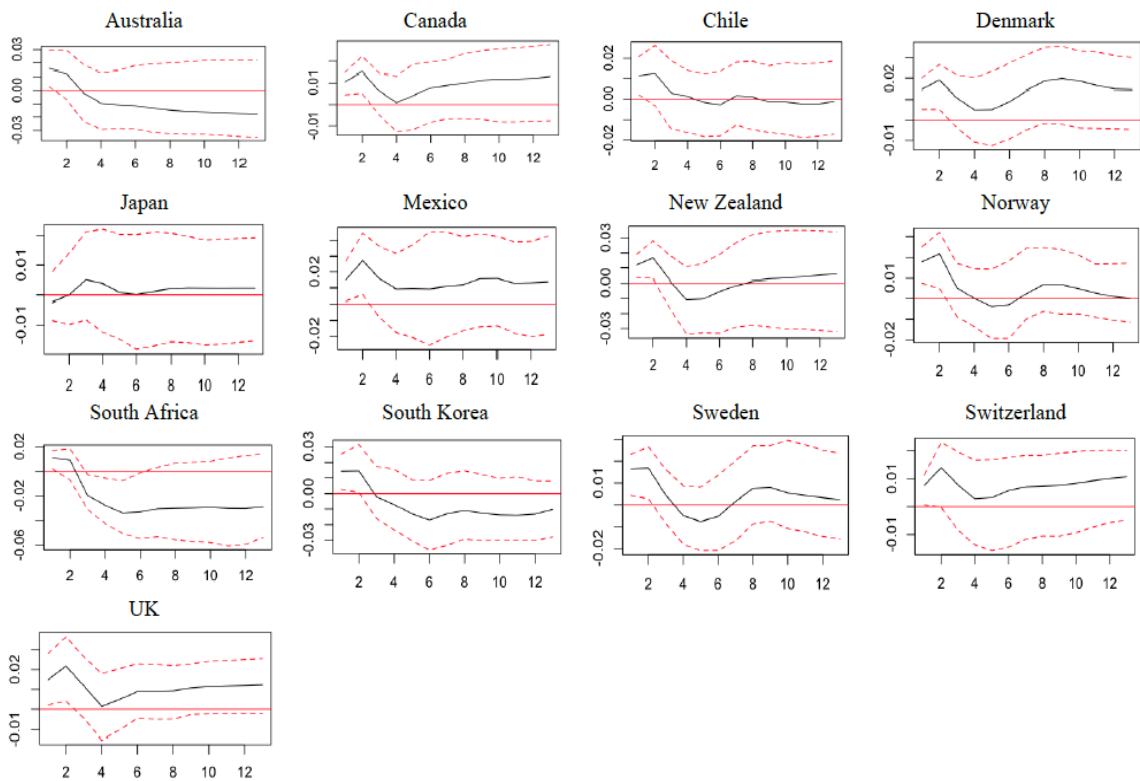 Australia Canada Chile Denmark
0.03 0.00 -0.03
2 4 6 8 10 12
0.01 -0.01
2 4 6 8 10 12
0.02 0.00 -0.02
2 4 6 8 10 12
0.02 -0.01
2 4 6 8 10 12
Japan Mexico New Zealand Norway
0.01 -0.01
2 4 6 8 10 12
0.02 -0.02
2 4 6 8 10 12
0.03 0.00 -0.03
2 4 6 8 10 12
0.01 -0.02
2 4 6 8 10 12
South Africa South Korea Sweden Switzerland
0.02 -0.02 -0.06
2 4 6 8 10 12
0.03 0.00 -0.03
2 4 6 8 10 12
0.01 -0.02
2 4 6 8 10 12
0.01 -0.01
2 4 6 8 10 12
UK
0.02 -0.01
2 4 6 8 10 12